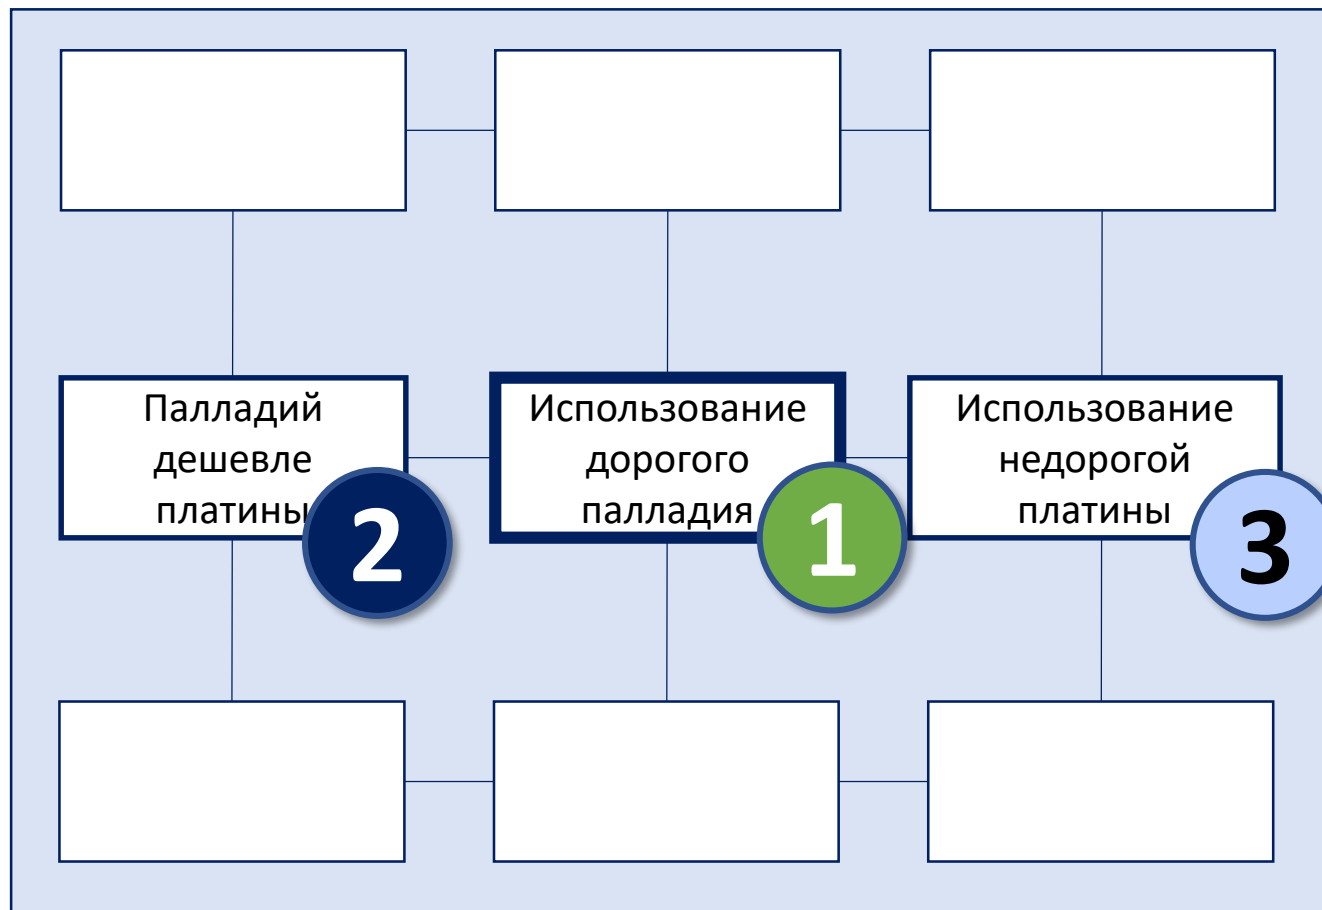 Палладий
дешевле
платины
2
Использование
дорогого
палладия
1
Использование
недорогой
платины
3